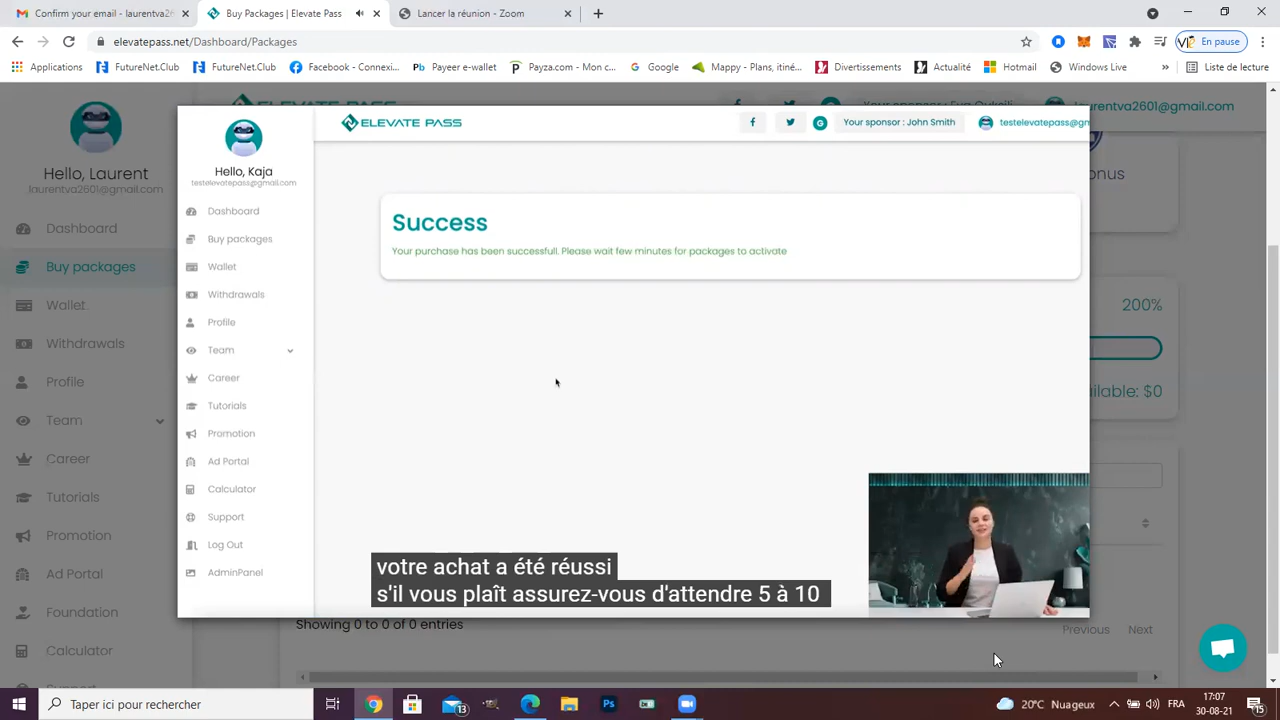 Confirm your email - laurentva26
Buy Packages | Elevate Pass
Lancer la réunion - Zoom
elevatepass.net/Dashboard/Packages
En pause
Applications
FutureNet.Club
FutureNet.Club
Facebook - Connexi...
Payeer e-wallet
Payza.com - Mon c...
Google
Mappy - Plans, itiné...
Divertissements
Actualité
Hotmail
Windows Live
»
Liste de lecture
laurentva2601@gmail.com
Hello, Laurent
laurentva2601@gmail.com
Dashboard
Buy packages
Wallet
Withdrawals
Profile
Team
Career
Tutorials
Promotion
Ad Portal
Foundation
Calculator
ELEVATE PASS
Your sponsor : John Smith
testelevatepass@gm
Hello, Kaja
testelevatepass@gmail.com
Dashboard
Buy packages
Wallet
Withdrawals
Profile
Team
Career
Tutorials
Promotion
Ad Portal
Calculator
Support
Log Out
AdminPanel
Success
Your purchase has been successfull. Please wait few minutes for packages to activate
votre achat a été réussi
s'il vous plaît assurez-vous d'attendre 5 à 10
onus
200%
ailable: $0
Showing 0 to 0 of 0 entries
Previous
Next
Taper ici pour rechercher
13
20°C Nuageux
FRA
17:07
30-08-21
15